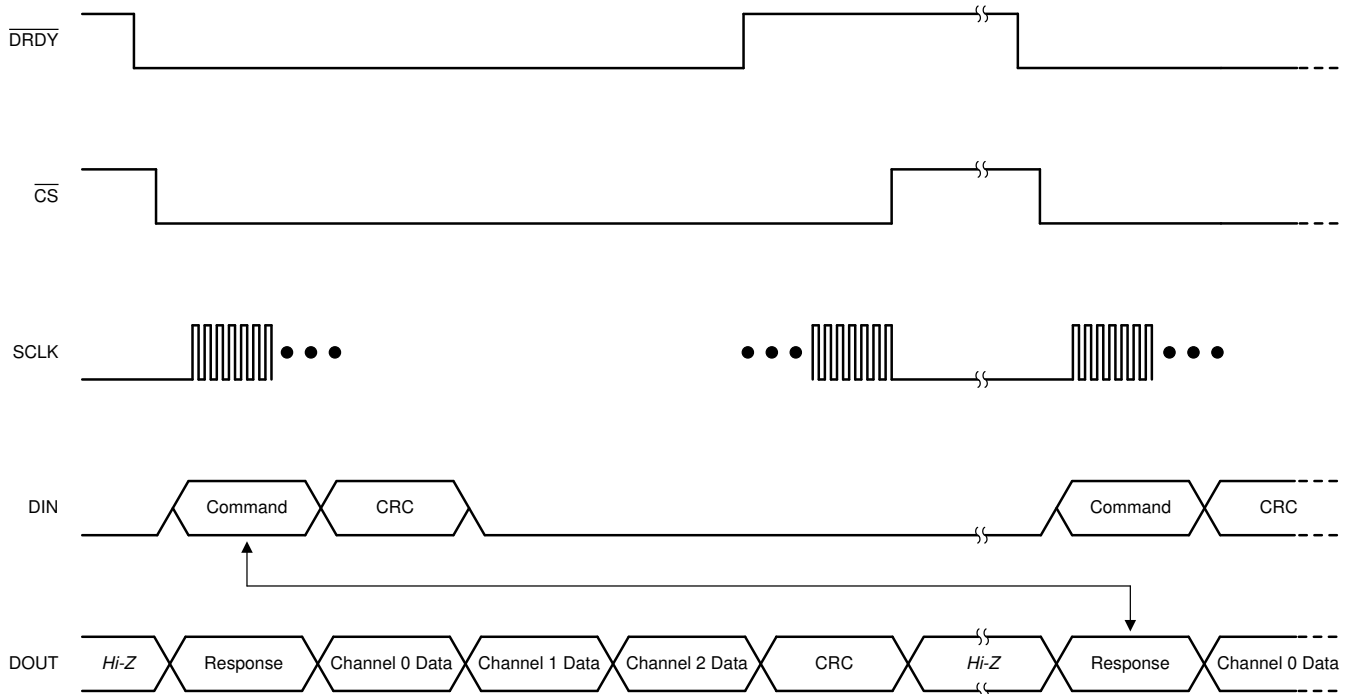 DRDY
CS
SCLK
DIN
Command
CRC
Command
CRC
DOUT
Hi-Z
Response
Channel 0 Data
Channel 1 Data
Channel 2 Data
CRC
Hi-Z
Response
Channel 0 Data